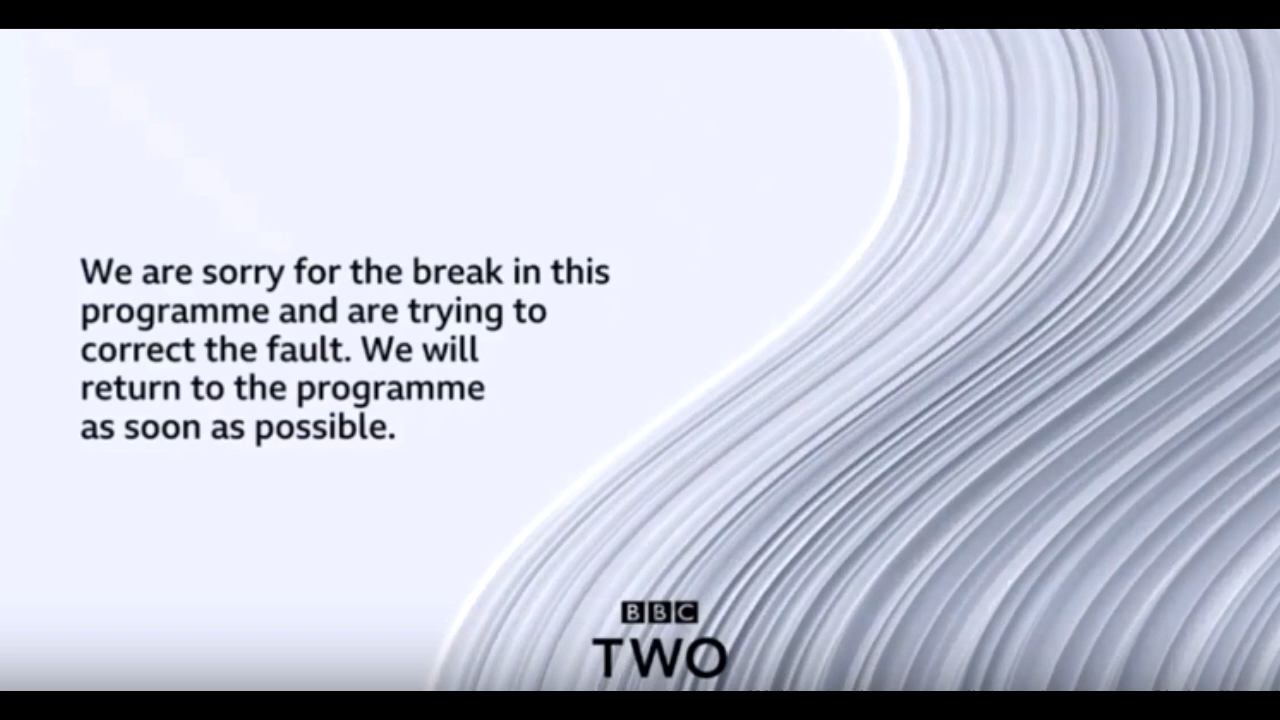 We are sorry for the break in this
programme and are trying to
correct the fault. We will
return to the programme
as soon as possible.
BBC
TWO